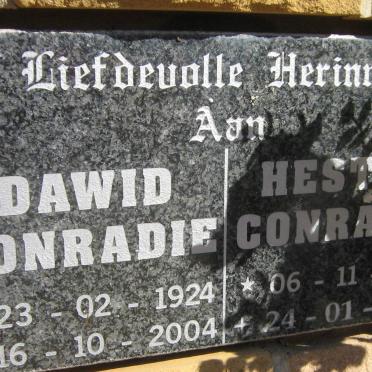 Liefdevolle Herinn
Aan
DAWID HEST
ONRADIE CONRA
23 - 02 - 1924 ★ 06 - 11 -
16 - 10 - 2004 + 24 - 01 -